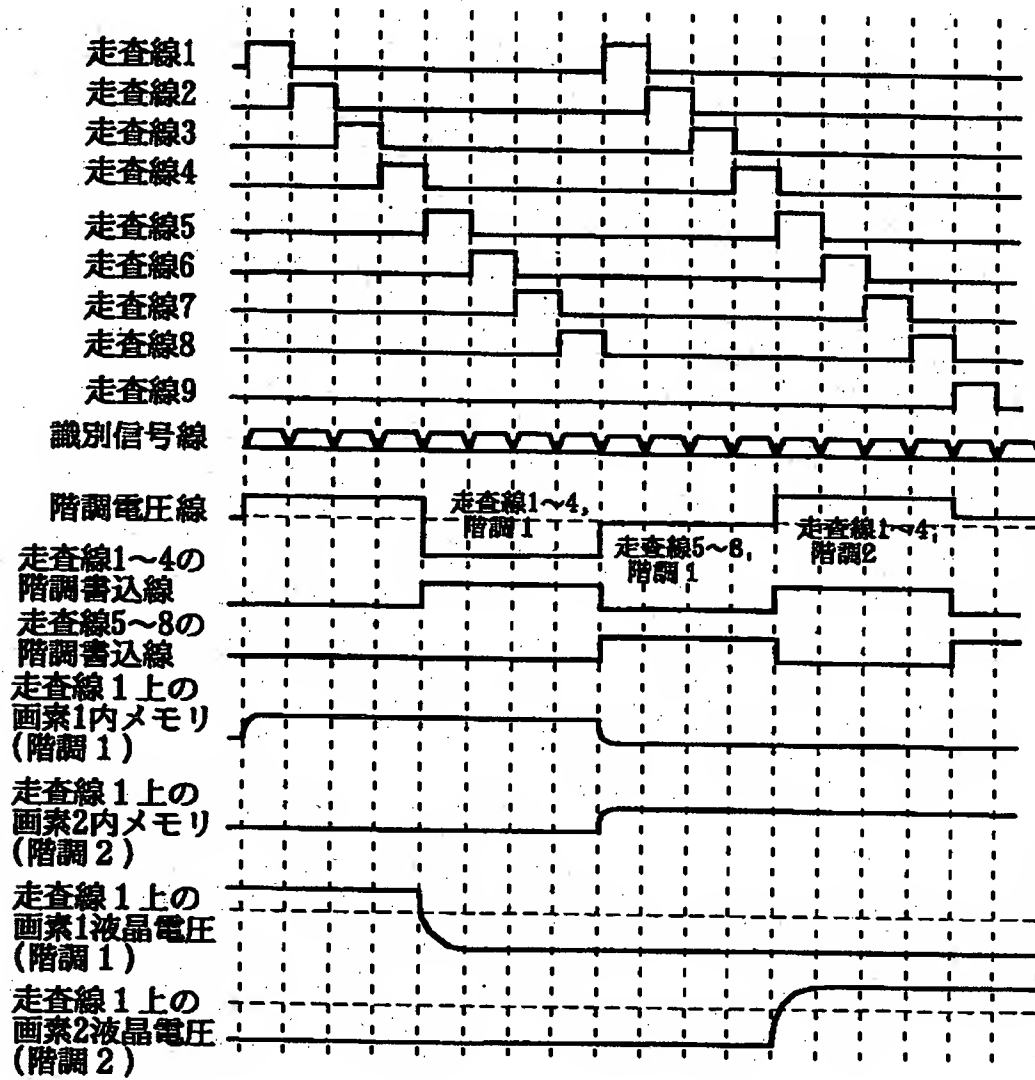 走査線1
走査線2
走査線3
走査線4
走査線5
走査線6
走査線7
走査線8
走査線9
識別信号線
階調電圧線
走査線1～4,
階調1
走査線5～8,
階調1
走査線1～4,
階調2
走査線1～4の
階調書込線
走査線5～8の
階調書込線
走査線1上の
画素1内メモリ
(階調1)
走査線1上の
画素2内メモリ
(階調2)
走査線1上の
画素1液晶電圧
(階調1)
走査線1上の
画素2液晶電圧
(階調2)